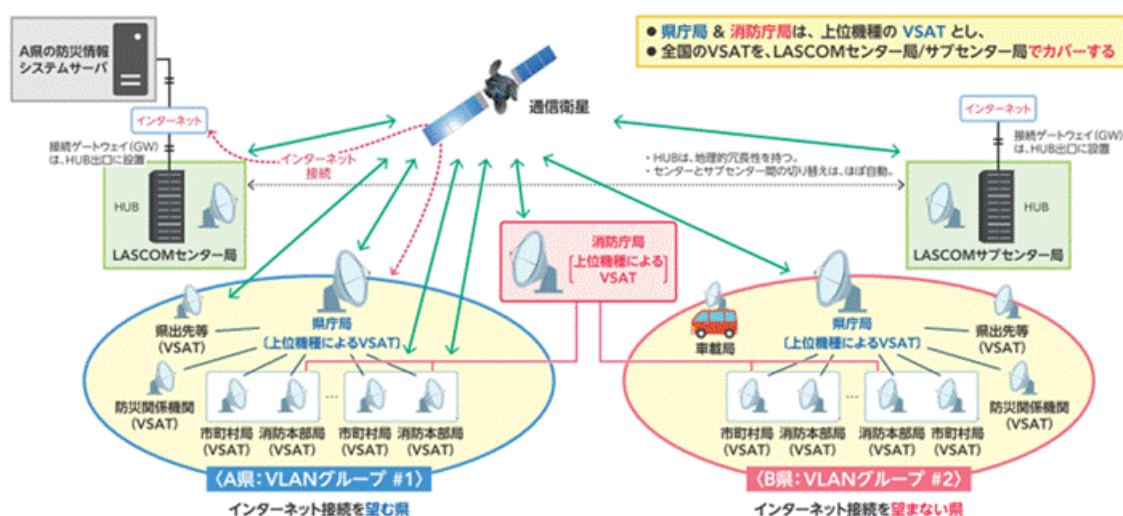 A県の防災情報
システムサーバ
● 県庁局 & 消防庁局は、上位機種の VSAT とし、
● 全国のVSATを、LASCOMセンター局/サブセンター局でカバーする
通信衛星
インターネット
インターネット
接続ゲートウェイ(GW)
は、HUB出口に設置
接続ゲートウェイ(GW)
は、HUB出口に設置
インターネット
接続
・HUBは、地理的冗長性を持つ。
・センターとサブセンター間の切り替えは、ほぼ自動。
HUB
HUB
LASCOMセンター局
LASCOMサブセンター局
消防庁局
[上位機種による
VSAT]
県出先等
(VSAT)
県庁局
〔上位機種によるVSAT〕
防災関係機関
(VSAT)
...
市町村局
(VSAT)
消防本部局
(VSAT)
市町村局
(VSAT)
消防本部局
(VSAT)
〈A県:VLANグループ #1〉
インターネット接続を望む県
車載局
県庁局
〔上位機種によるVSAT〕
県出先等
(VSAT)
防災関係機関
(VSAT)
...
市町村局
(VSAT)
消防本部局
(VSAT)
消防本部局
(VSAT)
市町村局
(VSAT)
〈B県:VLANグループ #2〉
インターネット接続を望まない県